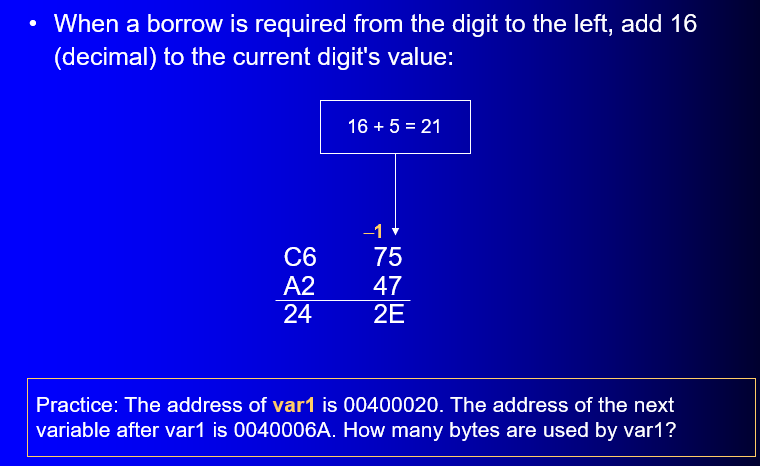 • When a borrow is required from the digit to the left, add 16
(decimal) to the current digit's value:
16 + 5 = 21
–1
C6 75
A2 47
24 2E
Practice: The address of var1 is 00400020. The address of the next
variable after var1 is 0040006A. How many bytes are used by var1?